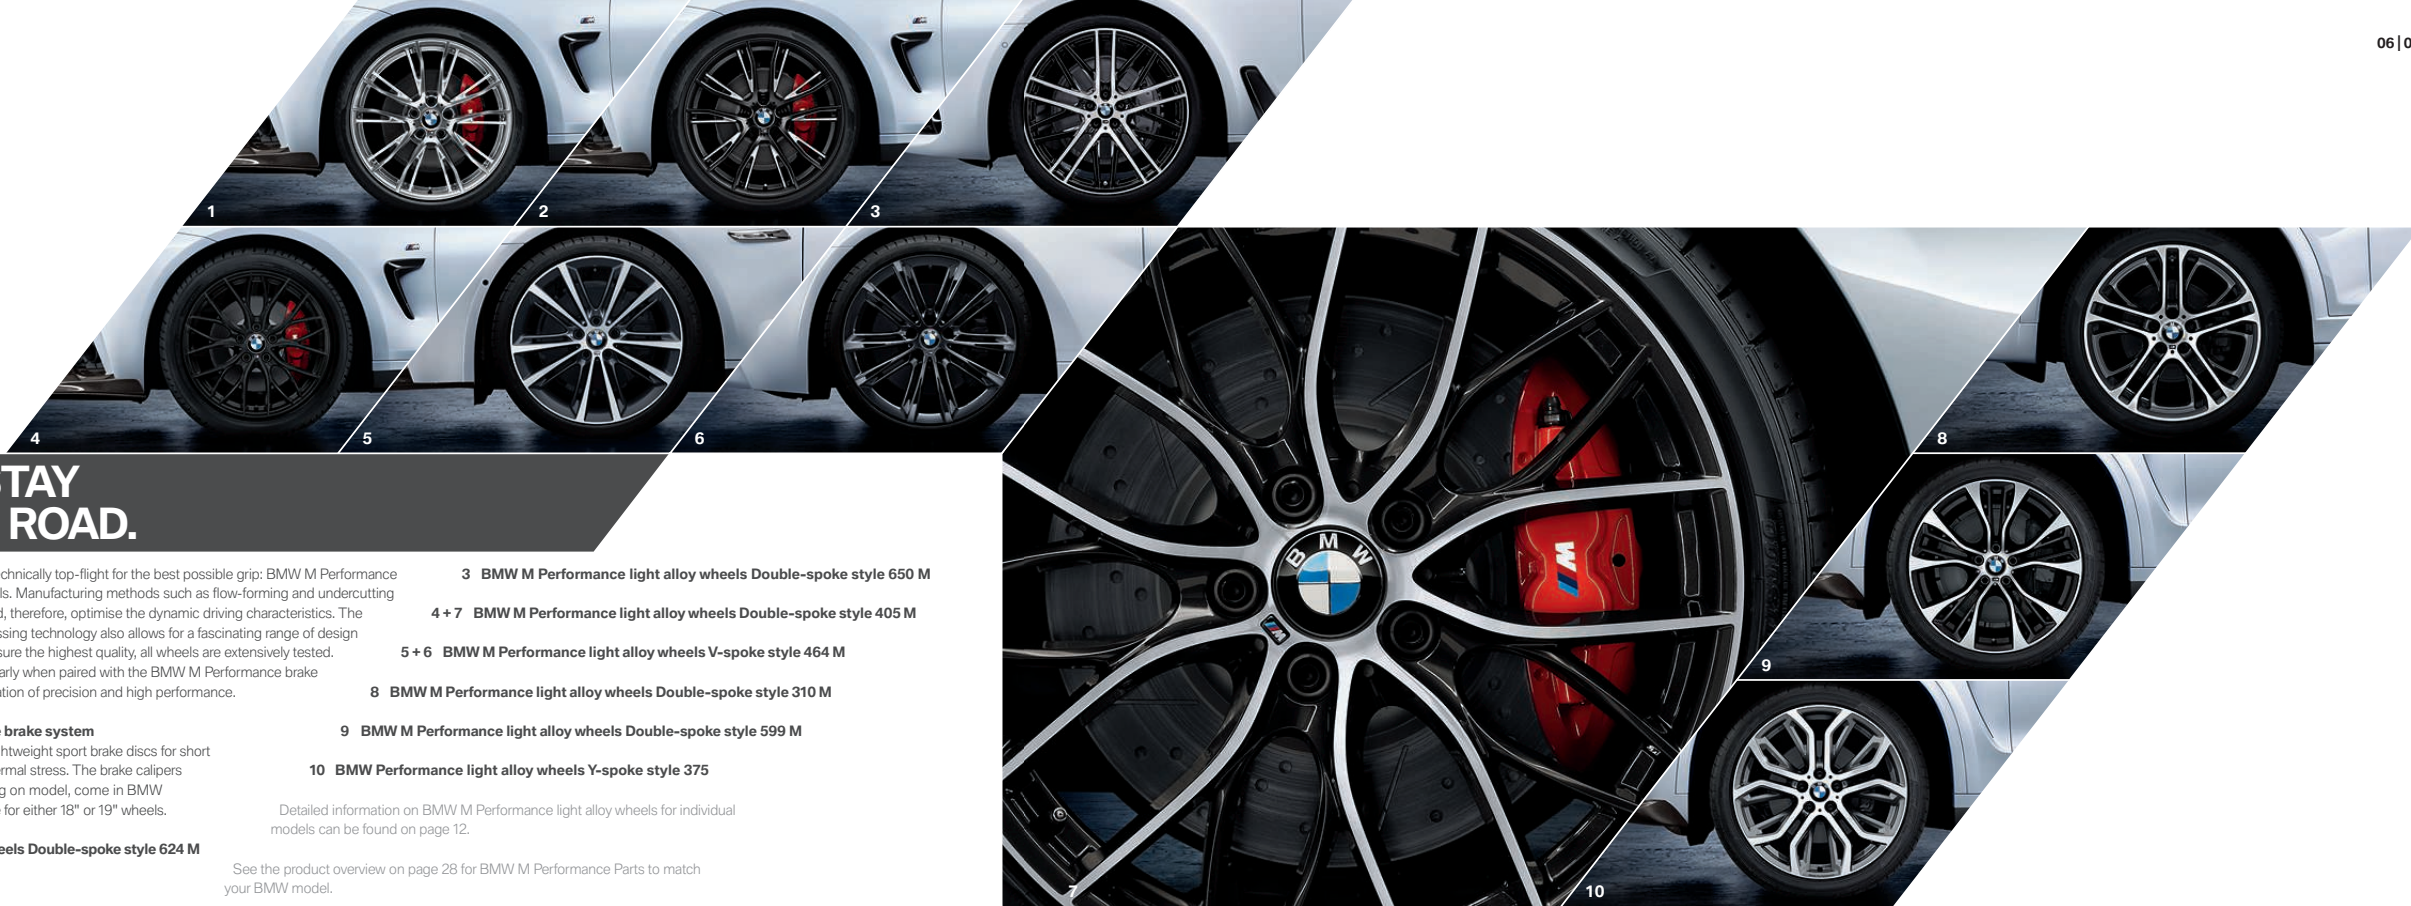 06 | 0
1
2
3
4
5
6
STAY
ROAD.
chnically top-flight for the best possible grip: BMW M Performance
ls. Manufacturing methods such as flow-forming and undercutting
d, therefore, optimise the dynamic driving characteristics. The
ssing technology also allows for a fascinating range of design
sure the highest quality, all wheels are extensively tested.
arly when paired with the BMW M Performance brake
ation of precision and high performance.
e brake system
htweight sport brake discs for short
ermal stress. The brake calipers
g on model, come in BMW
e for either 18" or 19" wheels.
eels Double-spoke style 624 M
3 BMW M Performance light alloy wheels Double-spoke style 650 M
4 + 7 BMW M Performance light alloy wheels Double-spoke style 405 M
5 + 6 BMW M Performance light alloy wheels V-spoke style 464 M
8 BMW M Performance light alloy wheels Double-spoke style 310 M
9 BMW M Performance light alloy wheels Double-spoke style 599 M
10 BMW Performance light alloy wheels Y-spoke style 375
Detailed information on BMW M Performance light alloy wheels for individual
models can be found on page 12.
See the product overview on page 28 for BMW M Performance Parts to match
your BMW model.
BMW
M
M
7
8
9
10